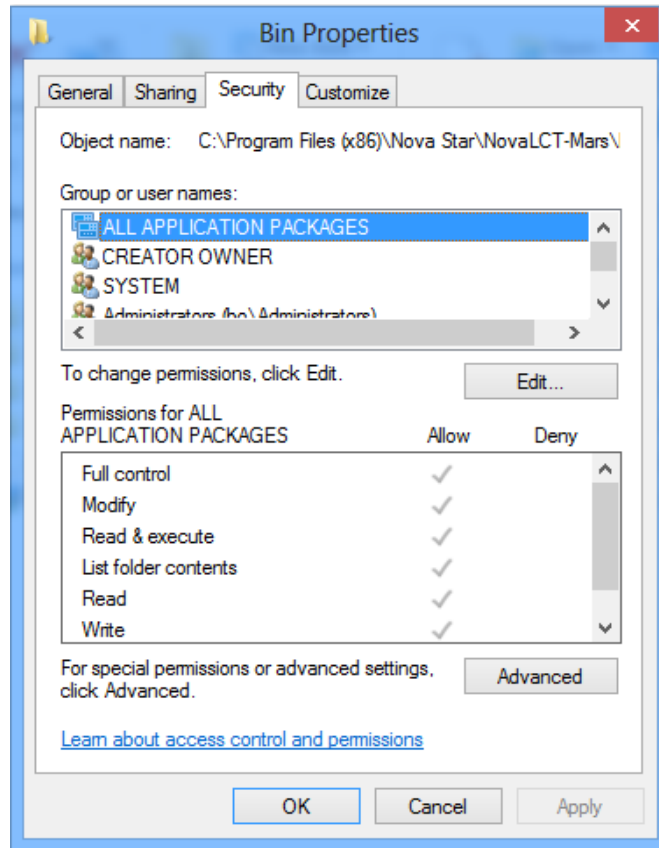 Bin Properties
General Sharing Security Customize
Object name: C:\Program Files (x86)\Nova Star\NovaLCT-Mars\
Group or user names:
ALL APPLICATION PACKAGES
CREATOR OWNER
SYSTEM
Administrators (bo\Administrators)
To change permissions, click Edit.
Edit...
Permissions for ALL
APPLICATION PACKAGES Allow Deny
Full control
Modify
Read & execute
List folder contents
Read
Write
For special permissions or advanced settings,
click Advanced.
Advanced
Learn about access control and permissions
OK Cancel Apply